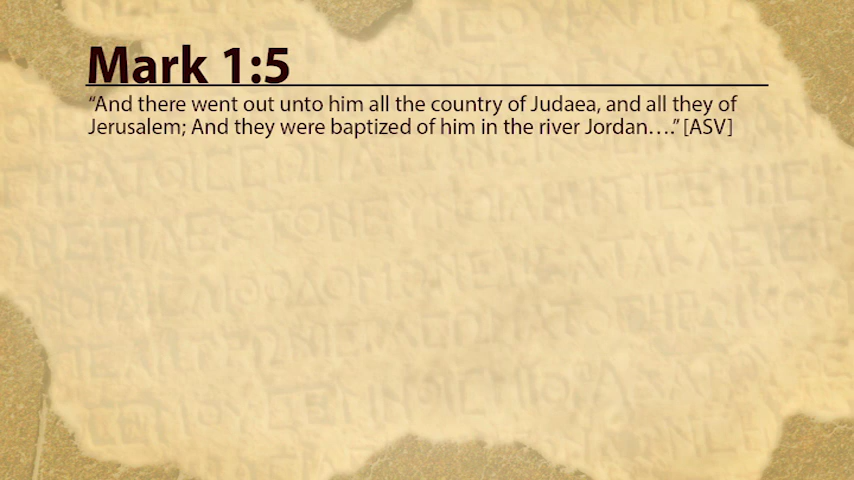 Mark 1:5
“And there went out unto him all the country of Judaea, and all they of
Jerusalem; And they were baptized of him in the river Jordan….” [ASV]